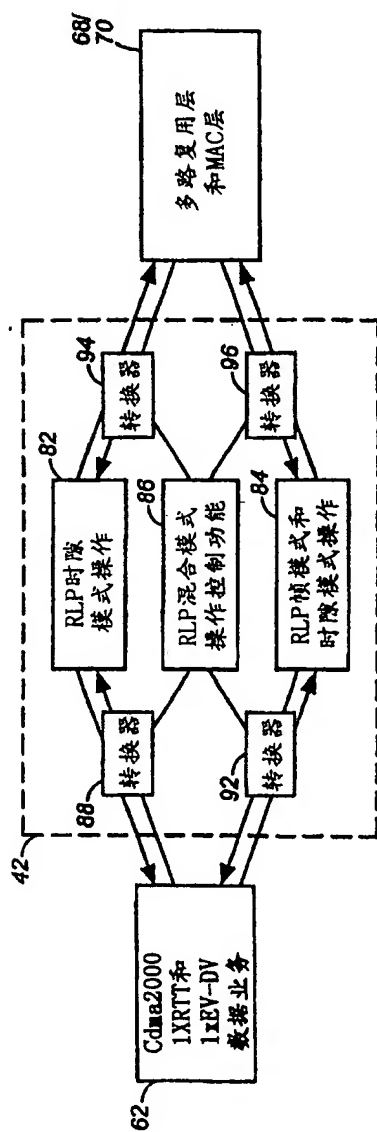 62
Cdma2000
1XRTT和
1xEV-DV
数据业务
42
88
转换器
92
转换器
82
RLP时隙
模式操作
86
RLP混合模式
操作控制功能
84
RLP帧模式和
时隙模式操作
94
转换器
96
转换器
68/
70
多路复用层
和MAC层